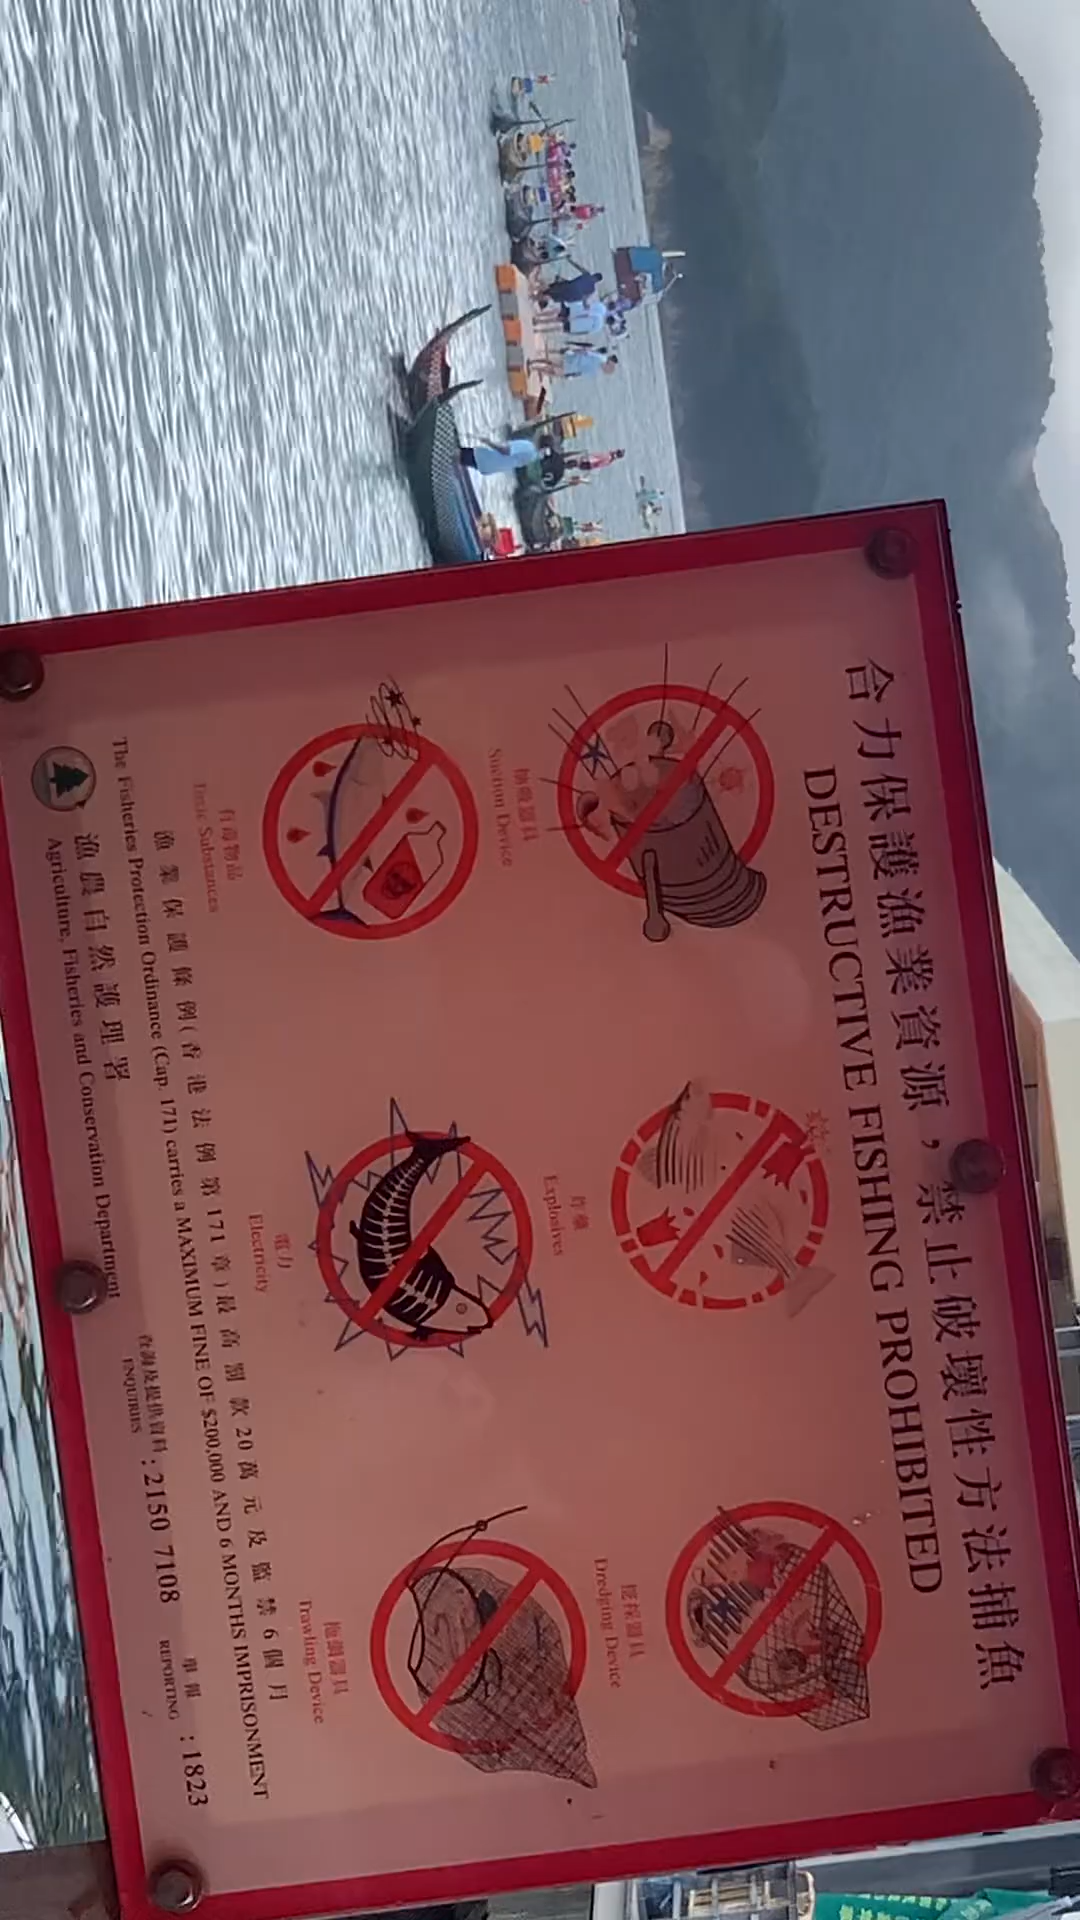 合力保護漁業資源，禁止破壞性方法捕魚
DESTRUCTIVE FISHING PROHIBITED
抽吸器具
Suction Device
炸藥
Explosives
挖採器具
Dredging Device
有毒物品
Toxic Substances
電力
Electricity
拖網器具
Trawling Device
漁業保護條例(香港法例第171章)最高罰款20萬元及監禁6個月
The Fisheries Protection Ordinance (Cap. 171) carries a MAXIMUM FINE OF $200,000 AND 6 MONTHS IMPRISONMENT
漁農自然護理署
Agriculture, Fisheries and Conservation Department
查詢及提供資料
ENQUIRIES : 2150 7108
舉報
REPORTING : 1823